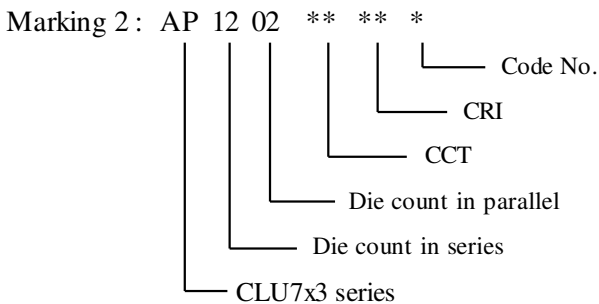 Marking 2 : AP 12 02 ** ** *
Code No.
CRI
CCT
Die count in parallel
Die count in series
CLU7x3 series